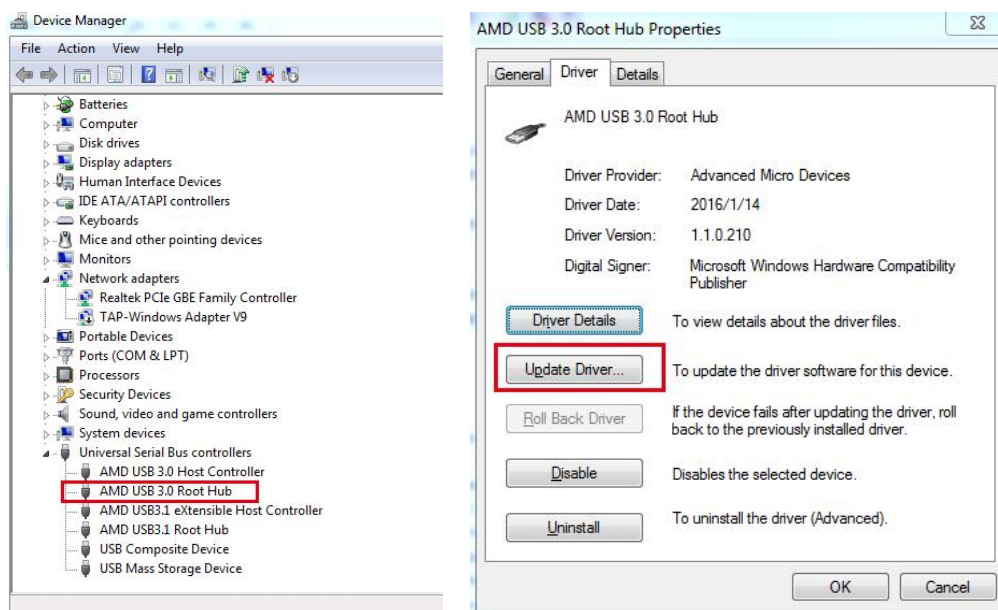 Device Manager
File Action View Help
Batteries
Computer
Disk drives
Display adapters
Human Interface Devices
IDE ATA/ATAPI controllers
Keyboards
Mice and other pointing devices
Monitors
Network adapters
Realtek PCIe GBE Family Controller
TAP-Windows Adapter V9
Portable Devices
Ports (COM & LPT)
Processors
Security Devices
Sound, video and game controllers
System devices
Universal Serial Bus controllers
AMD USB 3.0 Host Controller
AMD USB 3.0 Root Hub
AMD USB3.1 eXtensible Host Controller
AMD USB3.1 Root Hub
USB Composite Device
USB Mass Storage Device
AMD USB 3.0 Root Hub Properties
General Driver Details
AMD USB 3.0 Root Hub
Driver Provider: Advanced Micro Devices
Driver Date: 2016/1/14
Driver Version: 1.1.0.210
Digital Signer: Microsoft Windows Hardware Compatibility
Publisher
Driver Details To view details about the driver files.
Update Driver... To update the driver software for this device.
Roll Back Driver If the device fails after updating the driver, roll
back to the previously installed driver.
Disable Disables the selected device.
Uninstall To uninstall the driver (Advanced).
OK Cancel